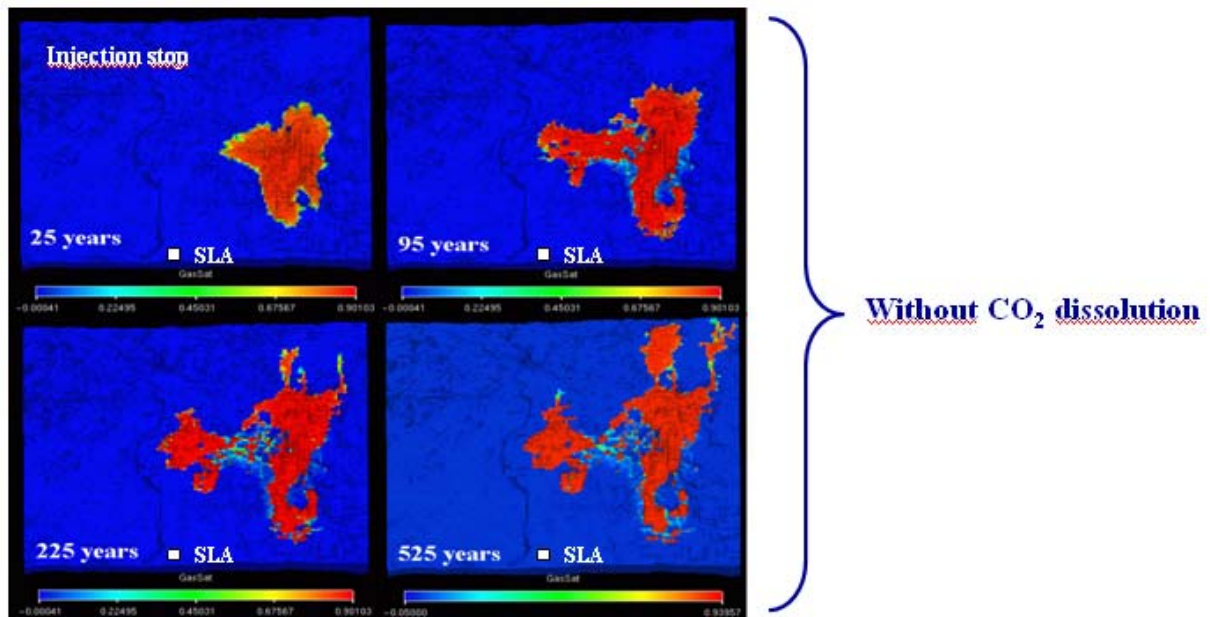 Injection stop
25 years
SLA
GasSat
-0.00041 0.22495 0.45031 0.67567 0.90103
95 years
SLA
GasSat
-0.00041 0.22495 0.45031 0.67567 0.90103
225 years
SLA
GasSat
-0.00041 0.22495 0.45031 0.67567 0.90103
525 years
SLA
GasSat
-0.05000 0.93957
Without CO₂ dissolution